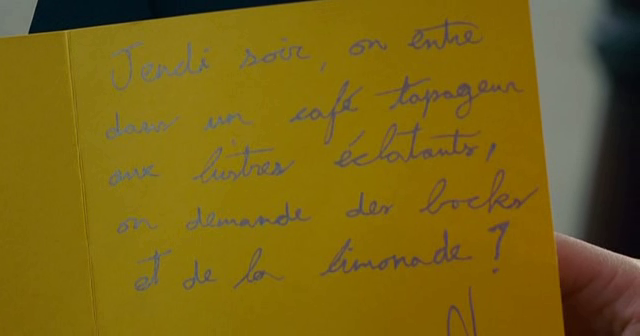 Jeudi soir, on entre
dans un café tapageur
aux lustres éclatants,
on demande des bocks
et de la limonade ?
N